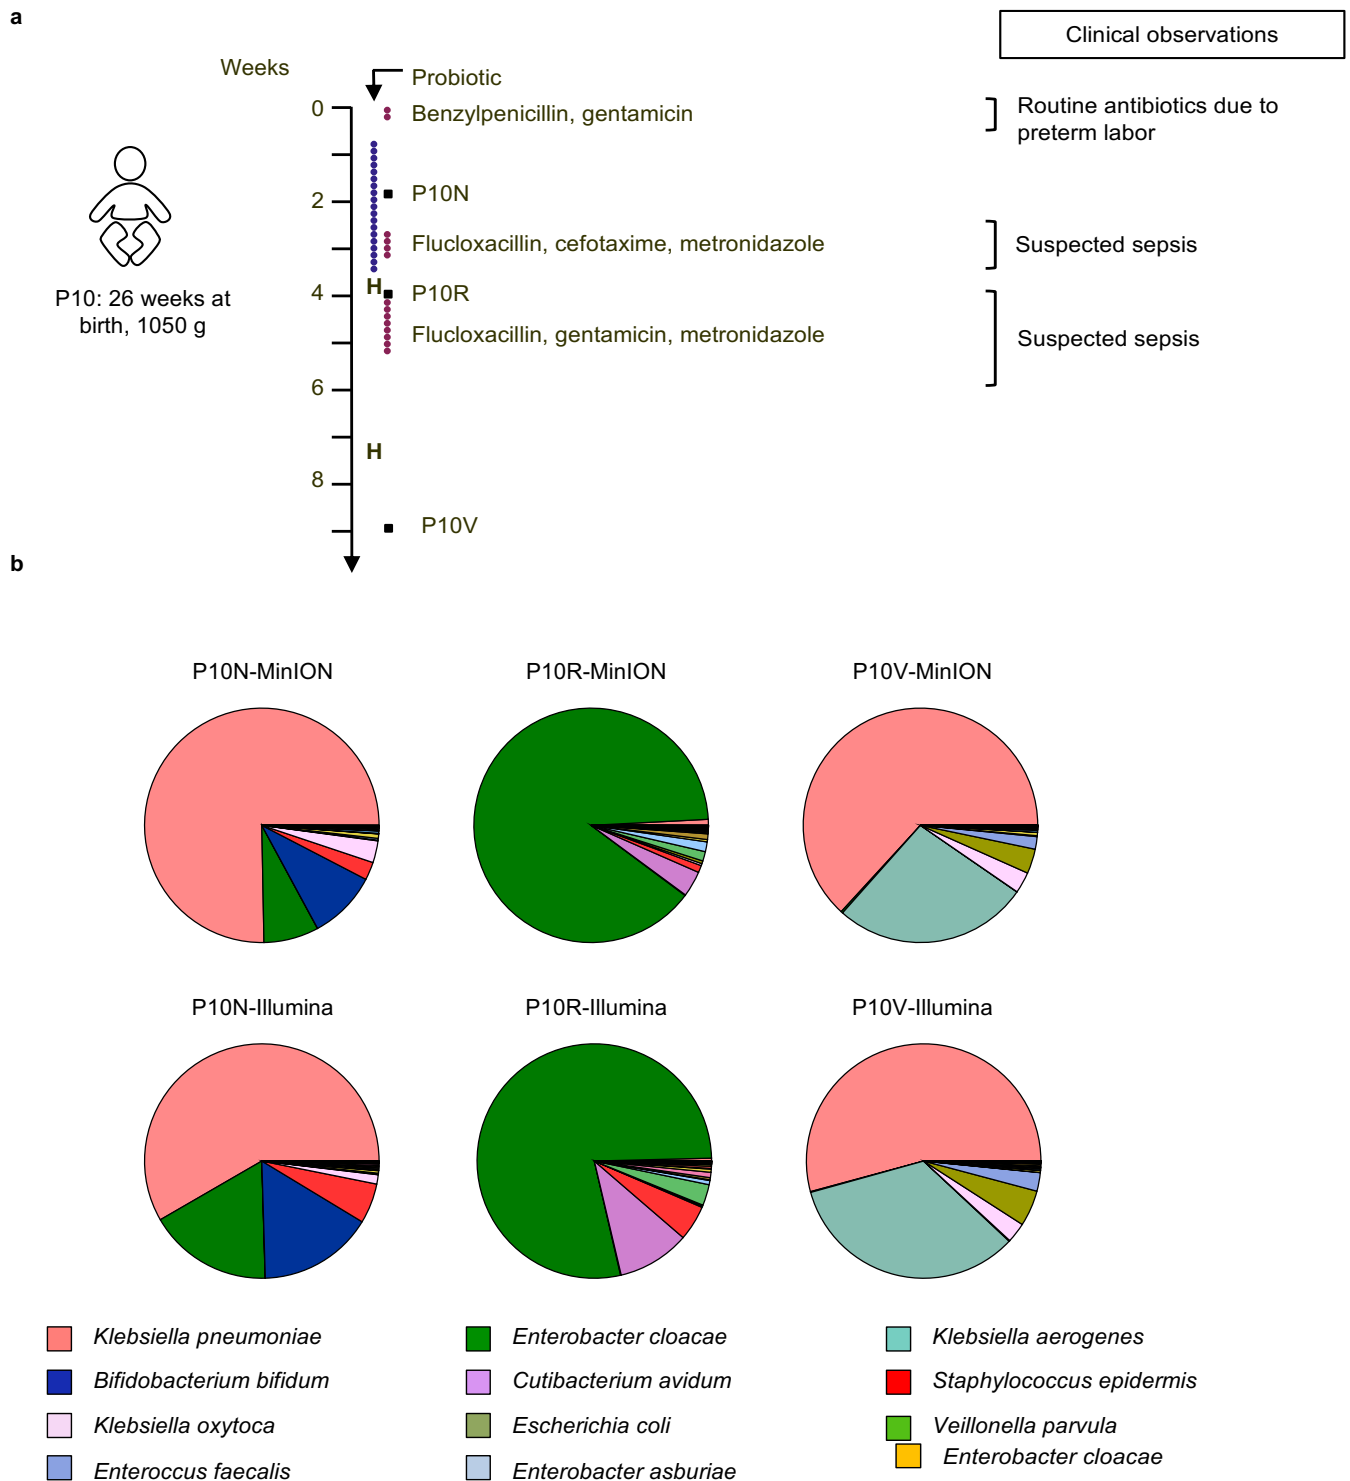 a
Clinical observations
Weeks
Probiotic
0
Benzylpenicillin, gentamicin
Routine antibiotics due to
preterm labor
2
P10N
Flucloxacillin, cefotaxime, metronidazole
Suspected sepsis
H
4
P10R
P10: 26 weeks at
birth, 1050 g
Flucloxacillin, gentamicin, metronidazole
Suspected sepsis
6
H
8
P10V
b
P10N-MinION
P10R-MinION
P10V-MinION
P10N-Illumina
P10R-Illumina
P10V-Illumina
Klebsiella pneumoniae
Enterobacter cloacae
Klebsiella aerogenes
Bifidobacterium bifidum
Cutibacterium avidum
Staphylococcus epidermis
Klebsiella oxytoca
Escherichia coli
Veillonella parvula
Enterobacter cloacae
Enteroccus faecalis
Enterobacter asburiae